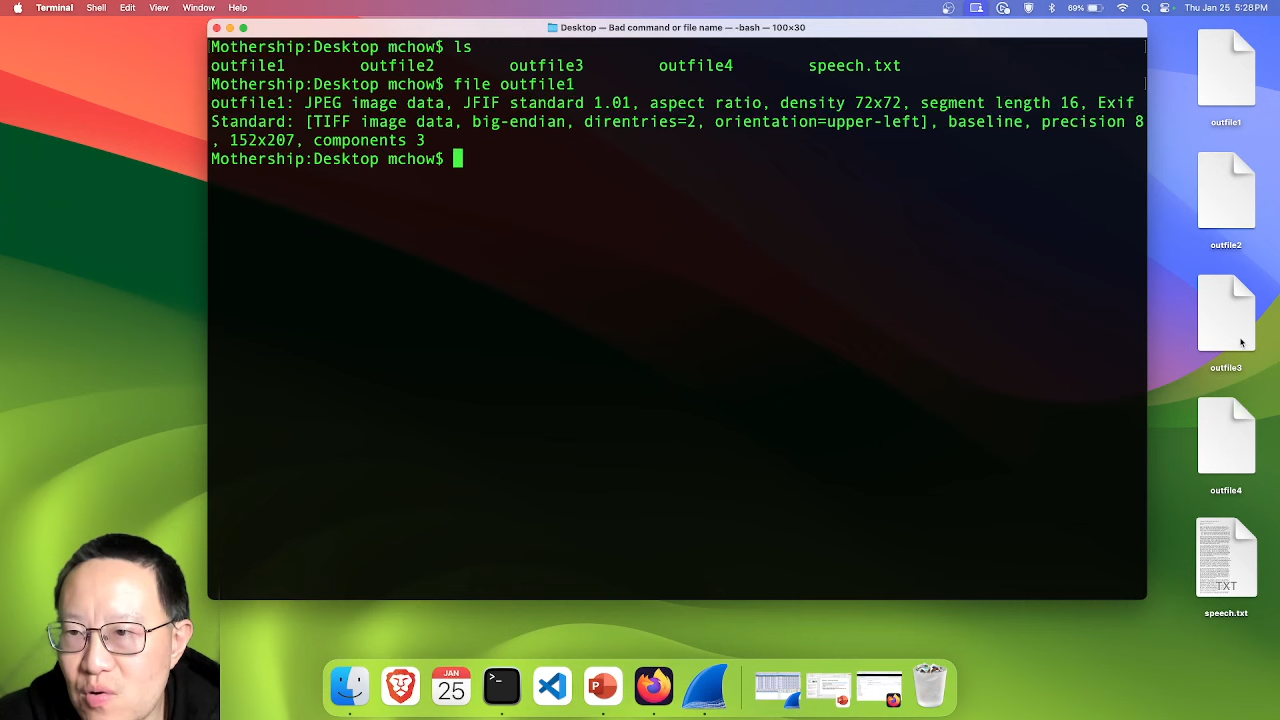 Terminal Shell Edit View Window Help 69% Thu Jan 25 5:28 PM
Desktop — Bad command or file name — -bash — 100×30
Mothership:Desktop mchow$ ls
outfile1 outfile2 outfile3 outfile4 speech.txt
Mothership:Desktop mchow$ file outfile1
outfile1: JPEG image data, JFIF standard 1.01, aspect ratio, density 72x72, segment length 16, Exif
Standard: [TIFF image data, big-endian, direntries=2, orientation=upper-left], baseline, precision 8
, 152x207, components 3
Mothership:Desktop mchow$
outfile1
outfile2
outfile3
outfile4
TXT
speech.txt
JAN
25